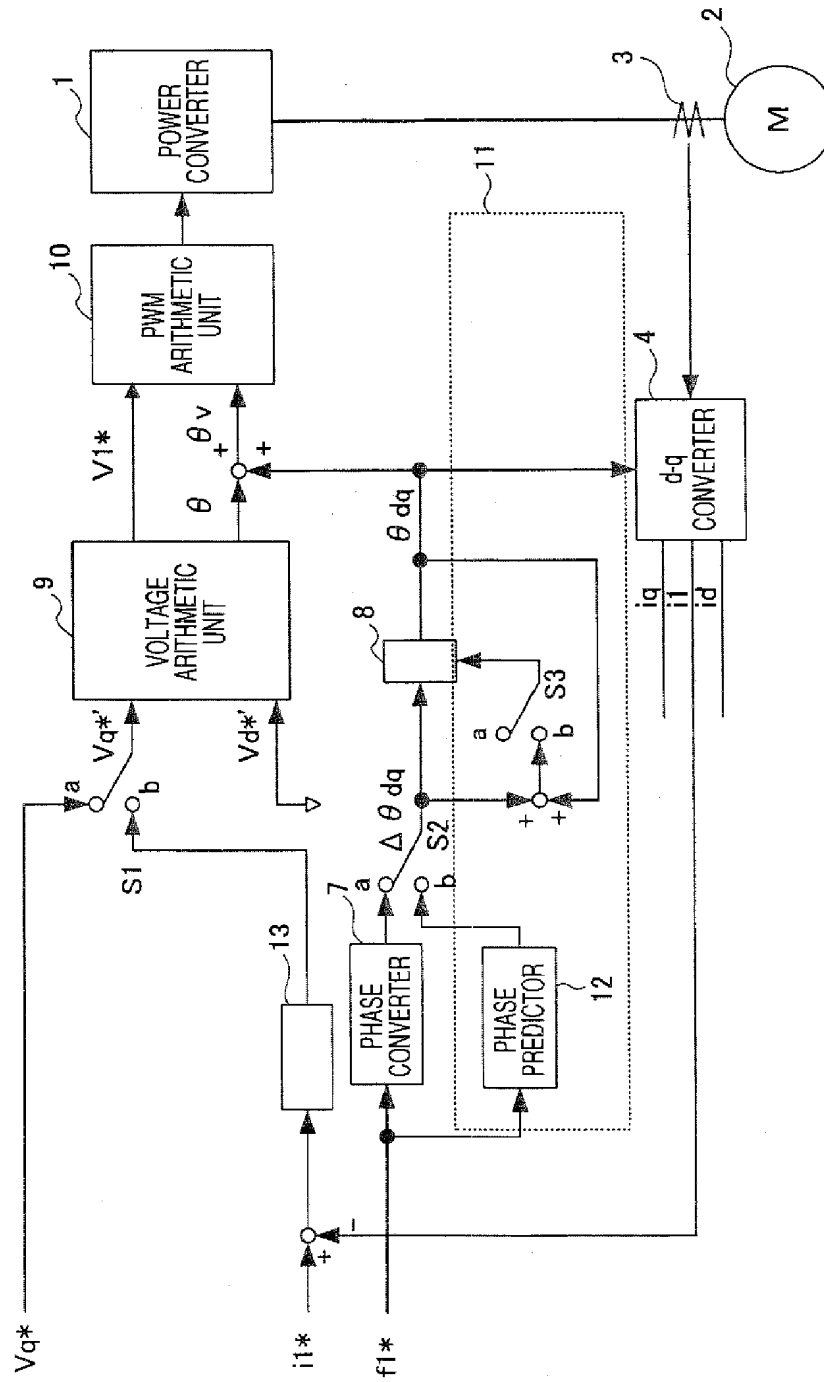 Vq*
i1*
f1*
+
−
13
S1
a
b
Vq*'
Vd*'
9
VOLTAGE
ARITHMETIC
UNIT
V1*
θ
θv
+
+
10
PWM
ARITHMETIC
UNIT
1
POWER
CONVERTER
7
PHASE
CONVERTER
a
b
S2
Δθdq
8
θdq
a
b
S3
+
+
11
PHASE
PREDICTOR
12
iq
i1
id
d-q
CONVERTER
4
3
2
M